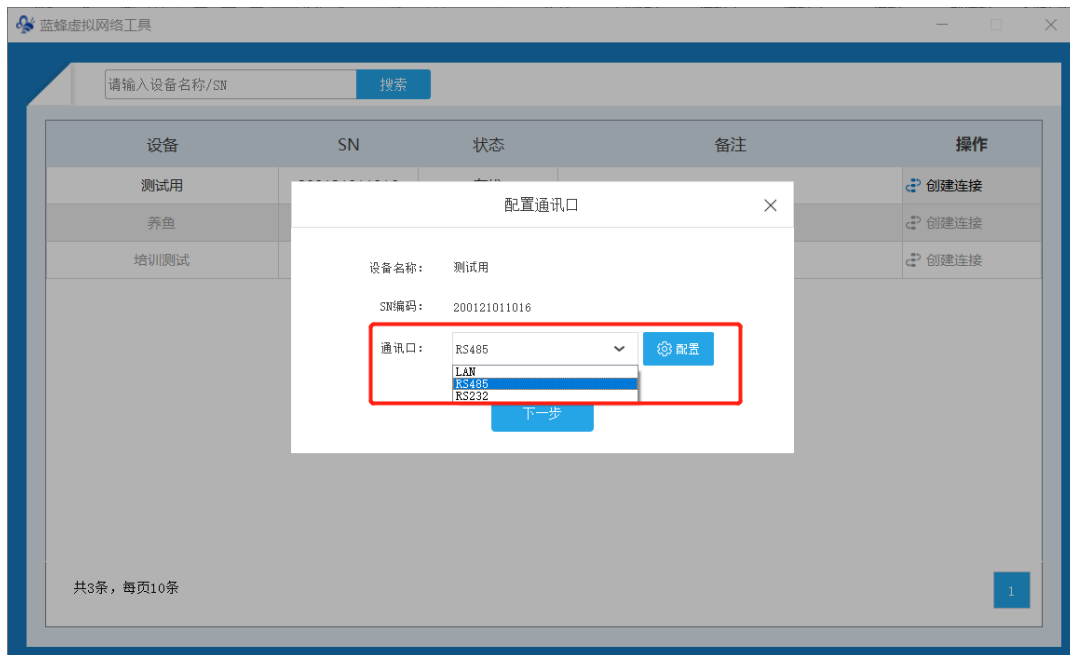 蓝蜂虚拟网络工具
请输入设备名称/SN 搜索
设备 SN 状态 备注 操作
测试用 创建连接
养鱼 创建连接
培训测试 创建连接
配置通讯口
设备名称： 测试用
SN编码： 200121011016
通讯口： RS485 配置
LAN
RS485
RS232
下一步
共3条，每页10条 1